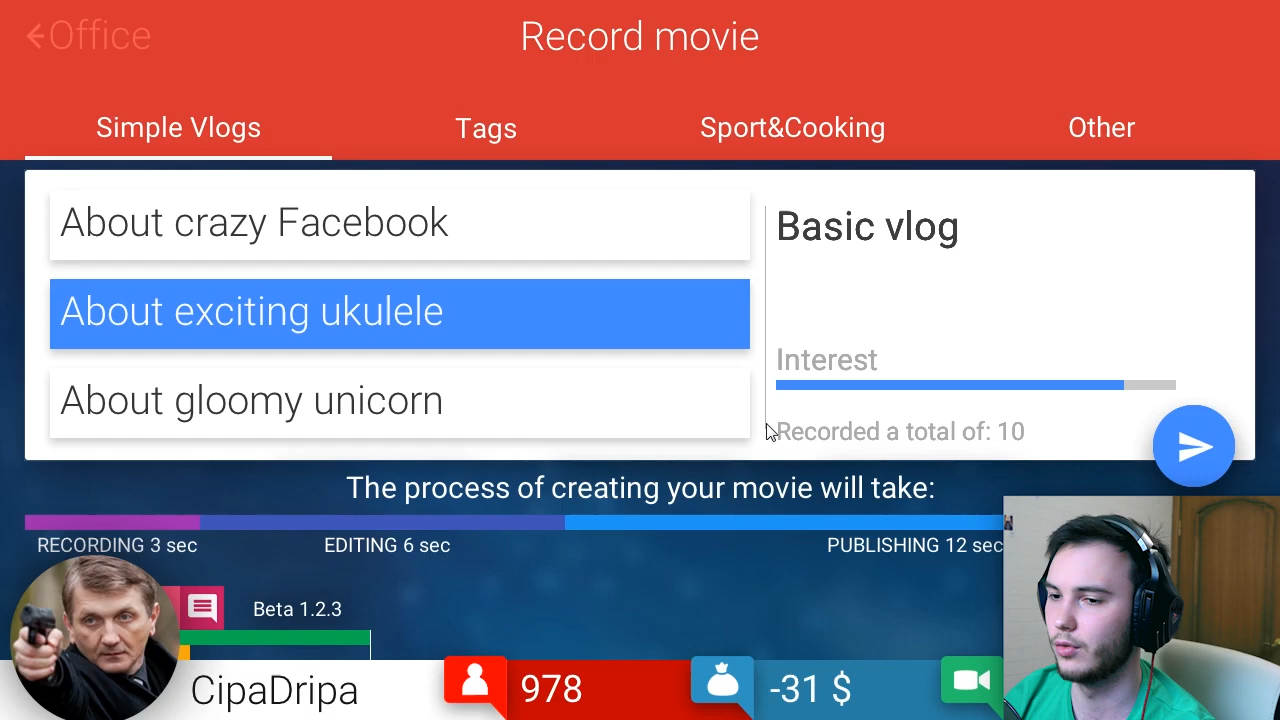 Office
Record movie
Simple Vlogs
Tags
Sport&Cooking
Other
About crazy Facebook
About exciting ukulele
About gloomy unicorn
Basic vlog
Interest
Recorded a total of: 10
The process of creating your movie will take:
RECORDING 3 sec
EDITING 6 sec
PUBLISHING 12 sec
Beta 1.2.3
CipaDripa
978
-31 $